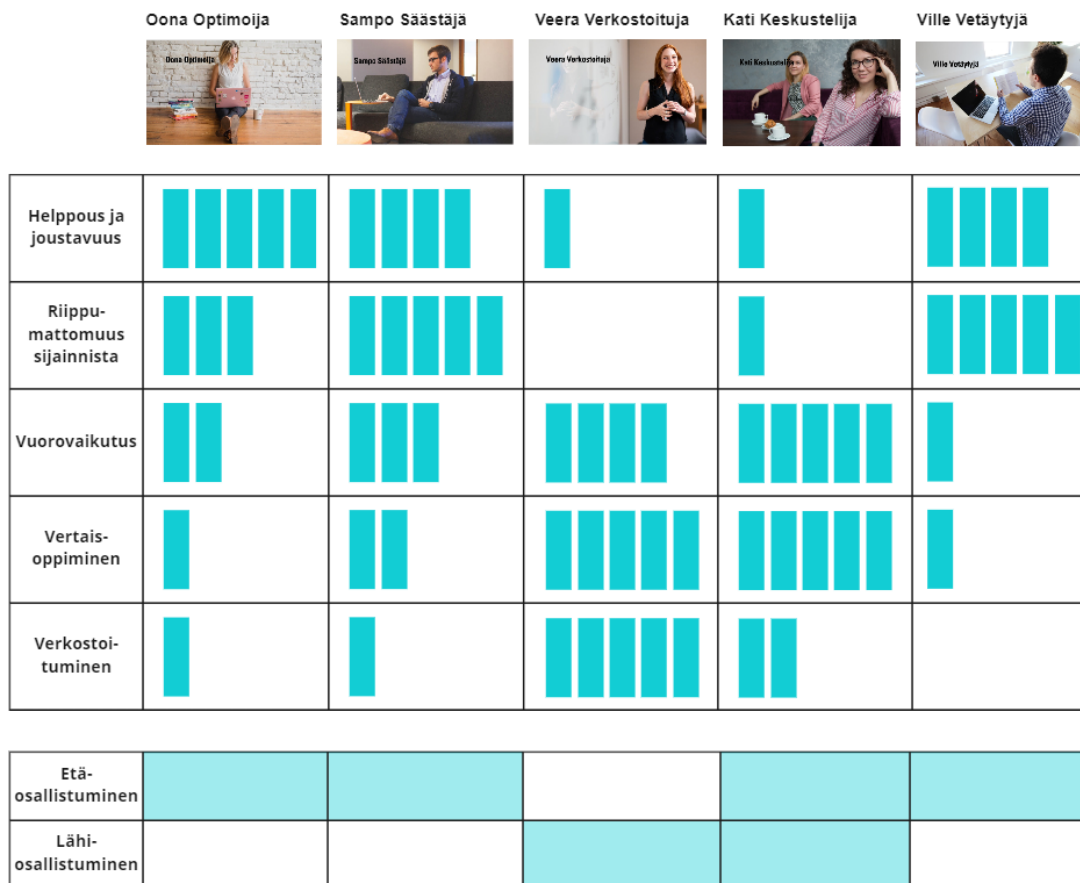 Oona Optimoija
Sampo Säästäjä
Veera Verkostoituja
Kati Keskustelija
Ville Vetäytyjä
Oona Optimoija
Sampo Säästäjä
Veera Verkostoituja
Kati Keskustelija
Ville Vetäytyjä
Helppous ja
joustavuus
Riippu-
mattomuus
sijainnista
Vuorovaikutus
Vertais-
oppiminen
Verkostoi-
tuminen
Etä-
osallistuminen
Lähi-
osallistuminen